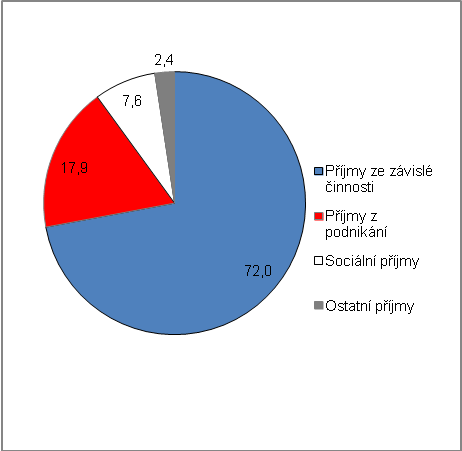 2,4
7,6
17,9
72,0
Příjmy ze závislé
činnosti
Příjmy z
podnikání
Sociální příjmy
Ostatní příjmy